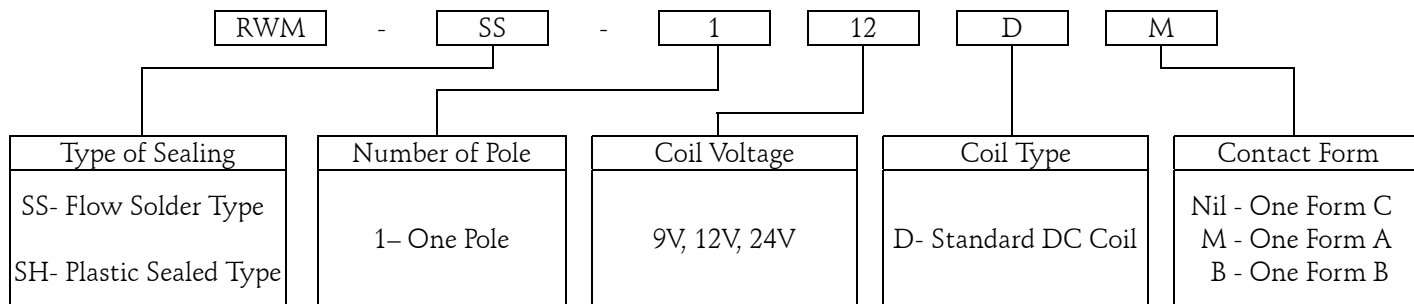 RWM - SS - 1 12 D M
Type of Sealing
SS- Flow Solder Type
SH- Plastic Sealed Type
Number of Pole
1– One Pole
Coil Voltage
9V, 12V, 24V
Coil Type
D- Standard DC Coil
Contact Form
Nil - One Form C
M - One Form A
B - One Form B